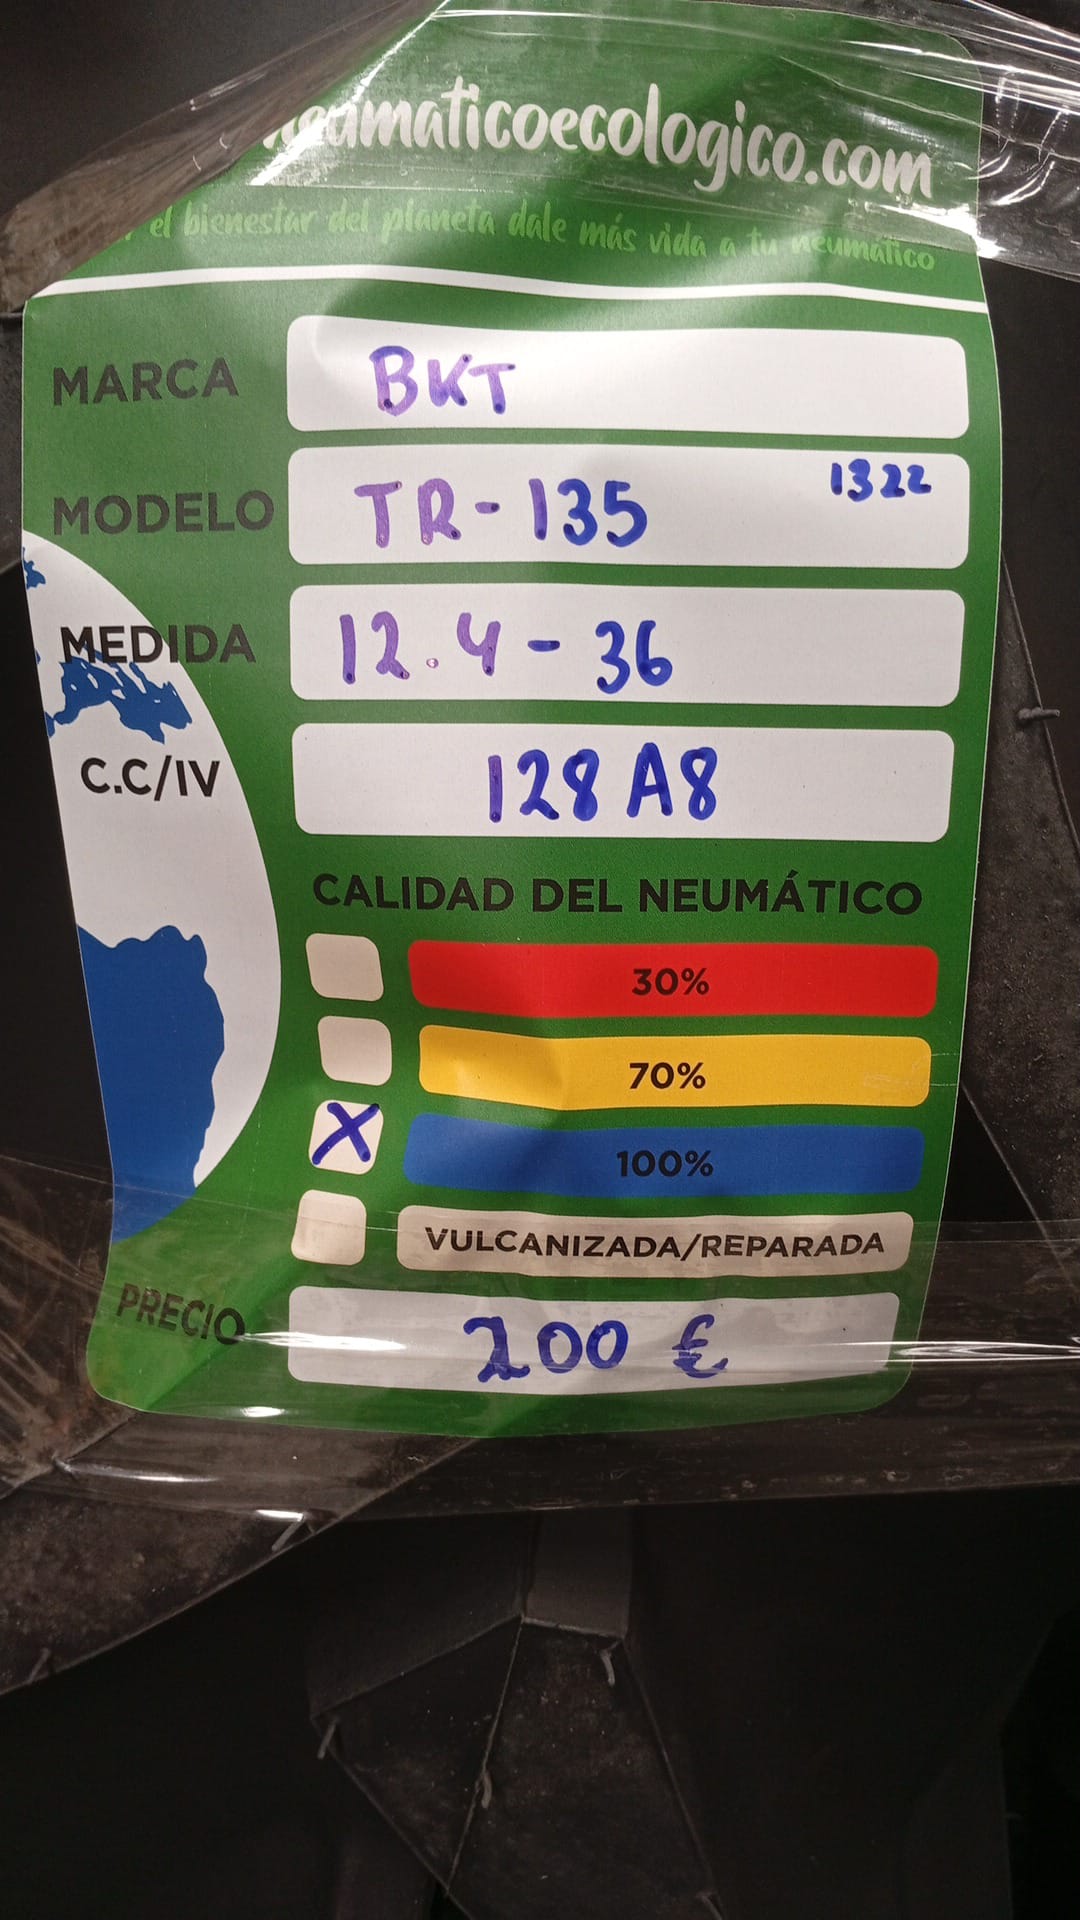 neumaticoecologico.com
el bienestar del planeta dale más vida a tu neumático
MARCA BKT
MODELO TR-135 1322
MEDIDA 12.4-36
C.C/IV 128 A8
CALIDAD DEL NEUMÁTICO
30%
70%
X 100%
VULCANIZADA/REPARADA
PRECIO 200 €